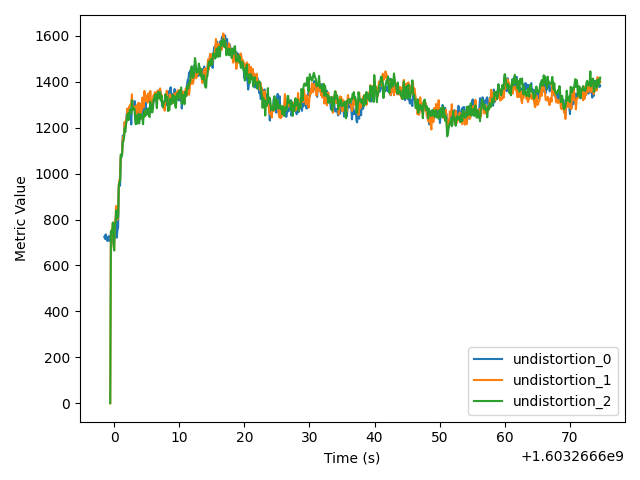 1600
1400
1200
1000
800
600
400
200
0
Metric Value
0 10 20 30 40 50 60 70
Time (s)
+1.6032666e9
undistortion_0
undistortion_1
undistortion_2